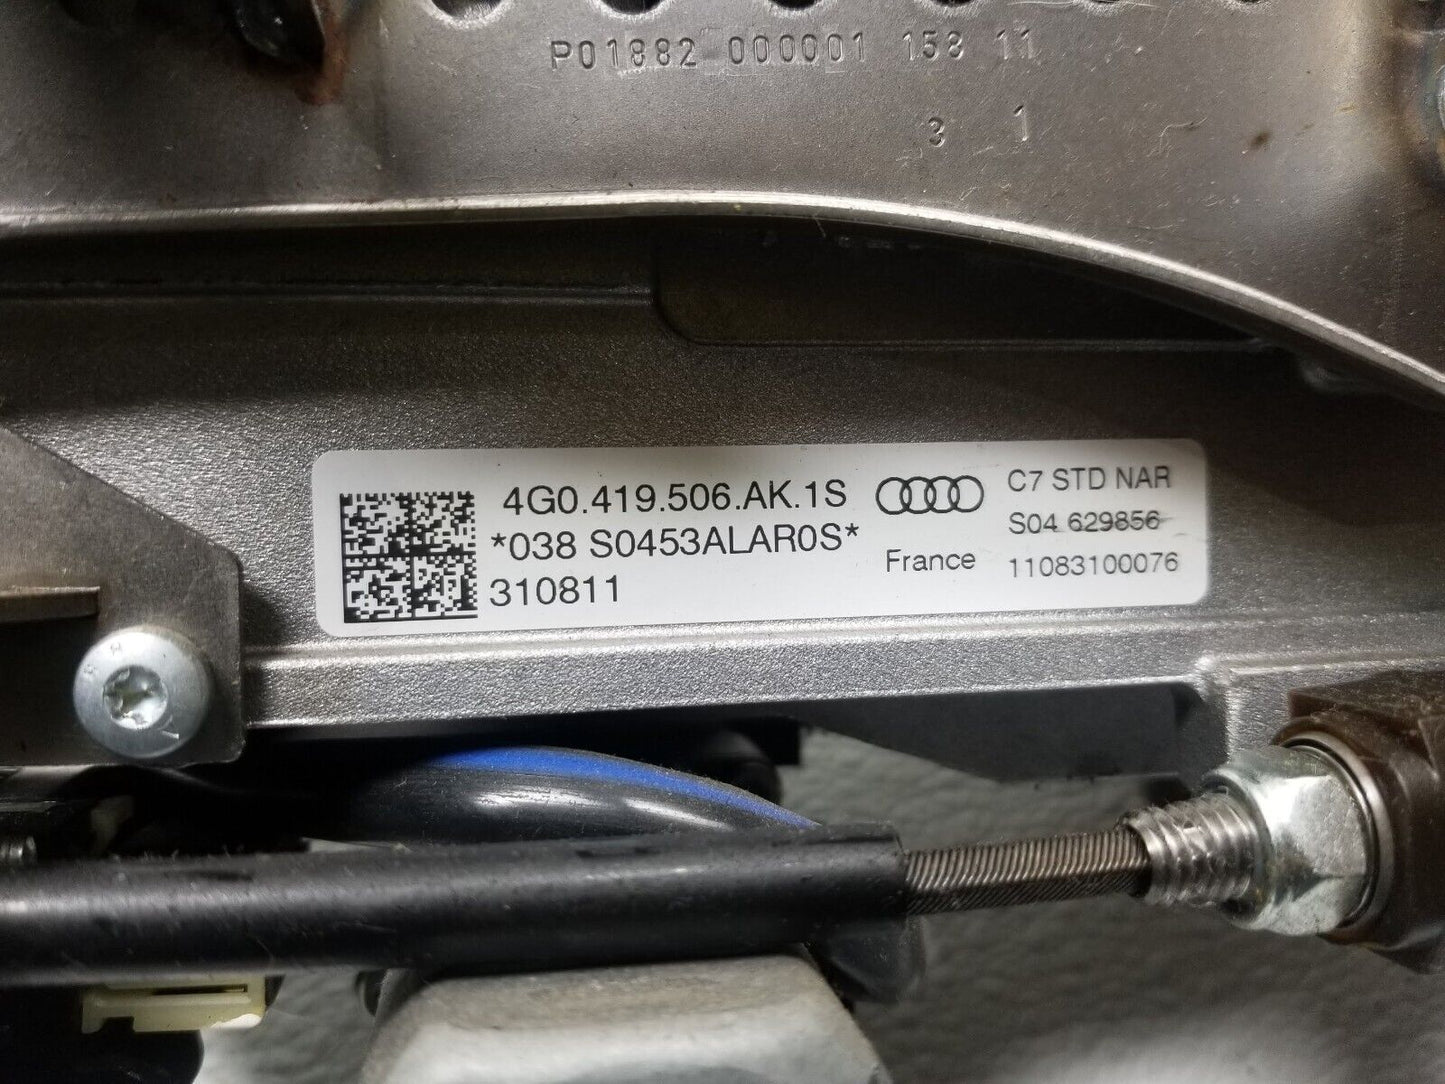 P01882 000001 158 11
3 1
4G0.419.506.AK.1S
*038 S0453ALAR0S*
310811
France
C7 STD NAR
S04 629856
11083100076